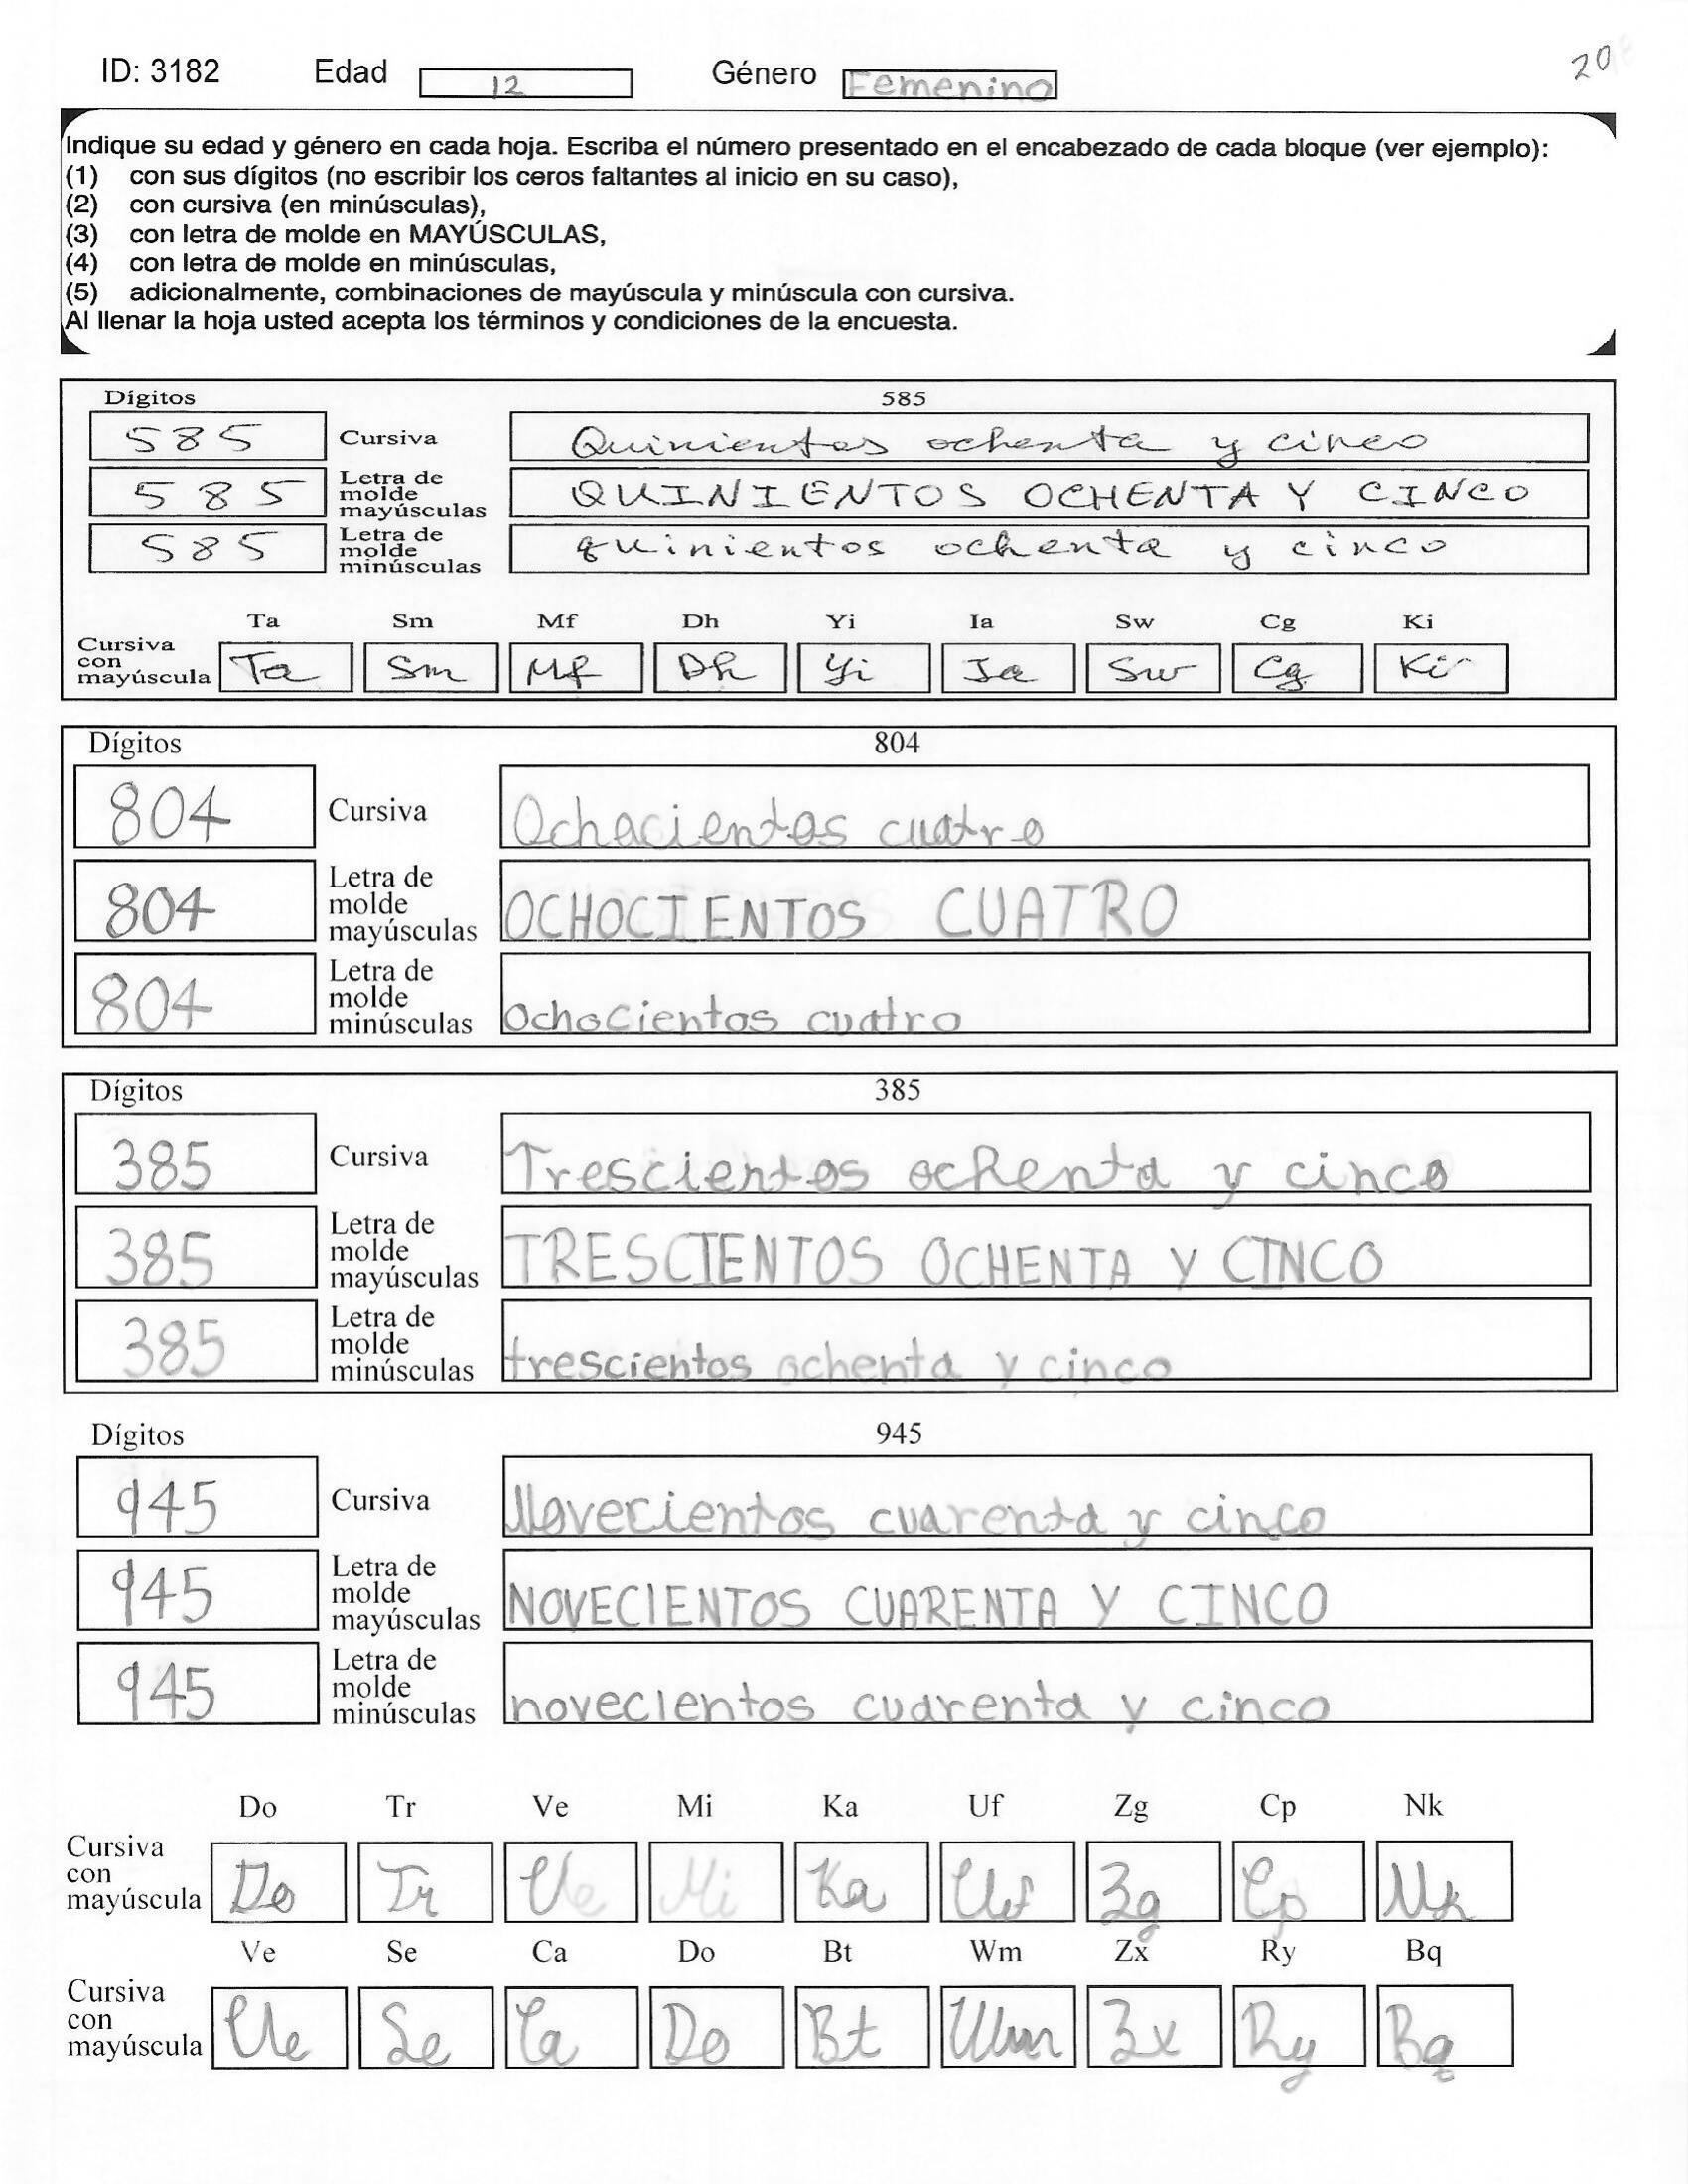 ID: 3182 Edad 12 Género Femenino 20
Indique su edad y género en cada hoja. Escriba el número presentado en el encabezado de cada bloque (ver ejemplo):
(1) con sus dígitos (no escribir los ceros faltantes al inicio en su caso),
(2) con cursiva (en minúsculas),
(3) con letra de molde en MAYÚSCULAS,
(4) con letra de molde en minúsculas,
(5) adicionalmente, combinaciones de mayúscula y minúscula con cursiva.
Al llenar la hoja usted acepta los términos y condiciones de la encuesta.
Dígitos 585
585 Cursiva Quinientos ochenta y cinco
585 Letra de molde mayúsculas QUINIENTOS OCHENTA Y CINCO
585 Letra de molde minúsculas quinientos ochenta y cinco
Ta Sm Mf Dh Yi Ia Sw Cg Ki
Cursiva con mayúscula Ta Sm Mf Dh Yi Ia Sw Cg Ki
Dígitos 804
804 Cursiva Ochacientos cuatro
804 Letra de molde mayúsculas OCHOCIENTOS CUATRO
804 Letra de molde minúsculas Ochocientos cuatro
Dígitos 385
385 Cursiva Trescientos ochenta y cinco
385 Letra de molde mayúsculas TRESCIENTOS OCHENTA Y CINCO
385 Letra de molde minúsculas trescientos ochenta y cinco
Dígitos 945
945 Cursiva Novecientos cuarenta y cinco
945 Letra de molde mayúsculas NOVECIENTOS CUARENTA Y CINCO
945 Letra de molde minúsculas novecientos cuarenta y cinco
Do Tr Ve Mi Ka Uf Zg Cp Nk
Cursiva con mayúscula Do Tr Ve Mi Ka Uf Zg Cp Nk
Ve Se Ca Do Bt Wm Zx Ry Bq
Cursiva con mayúscula Ve Se Ca Do Bt Wm Zx Ry Bq